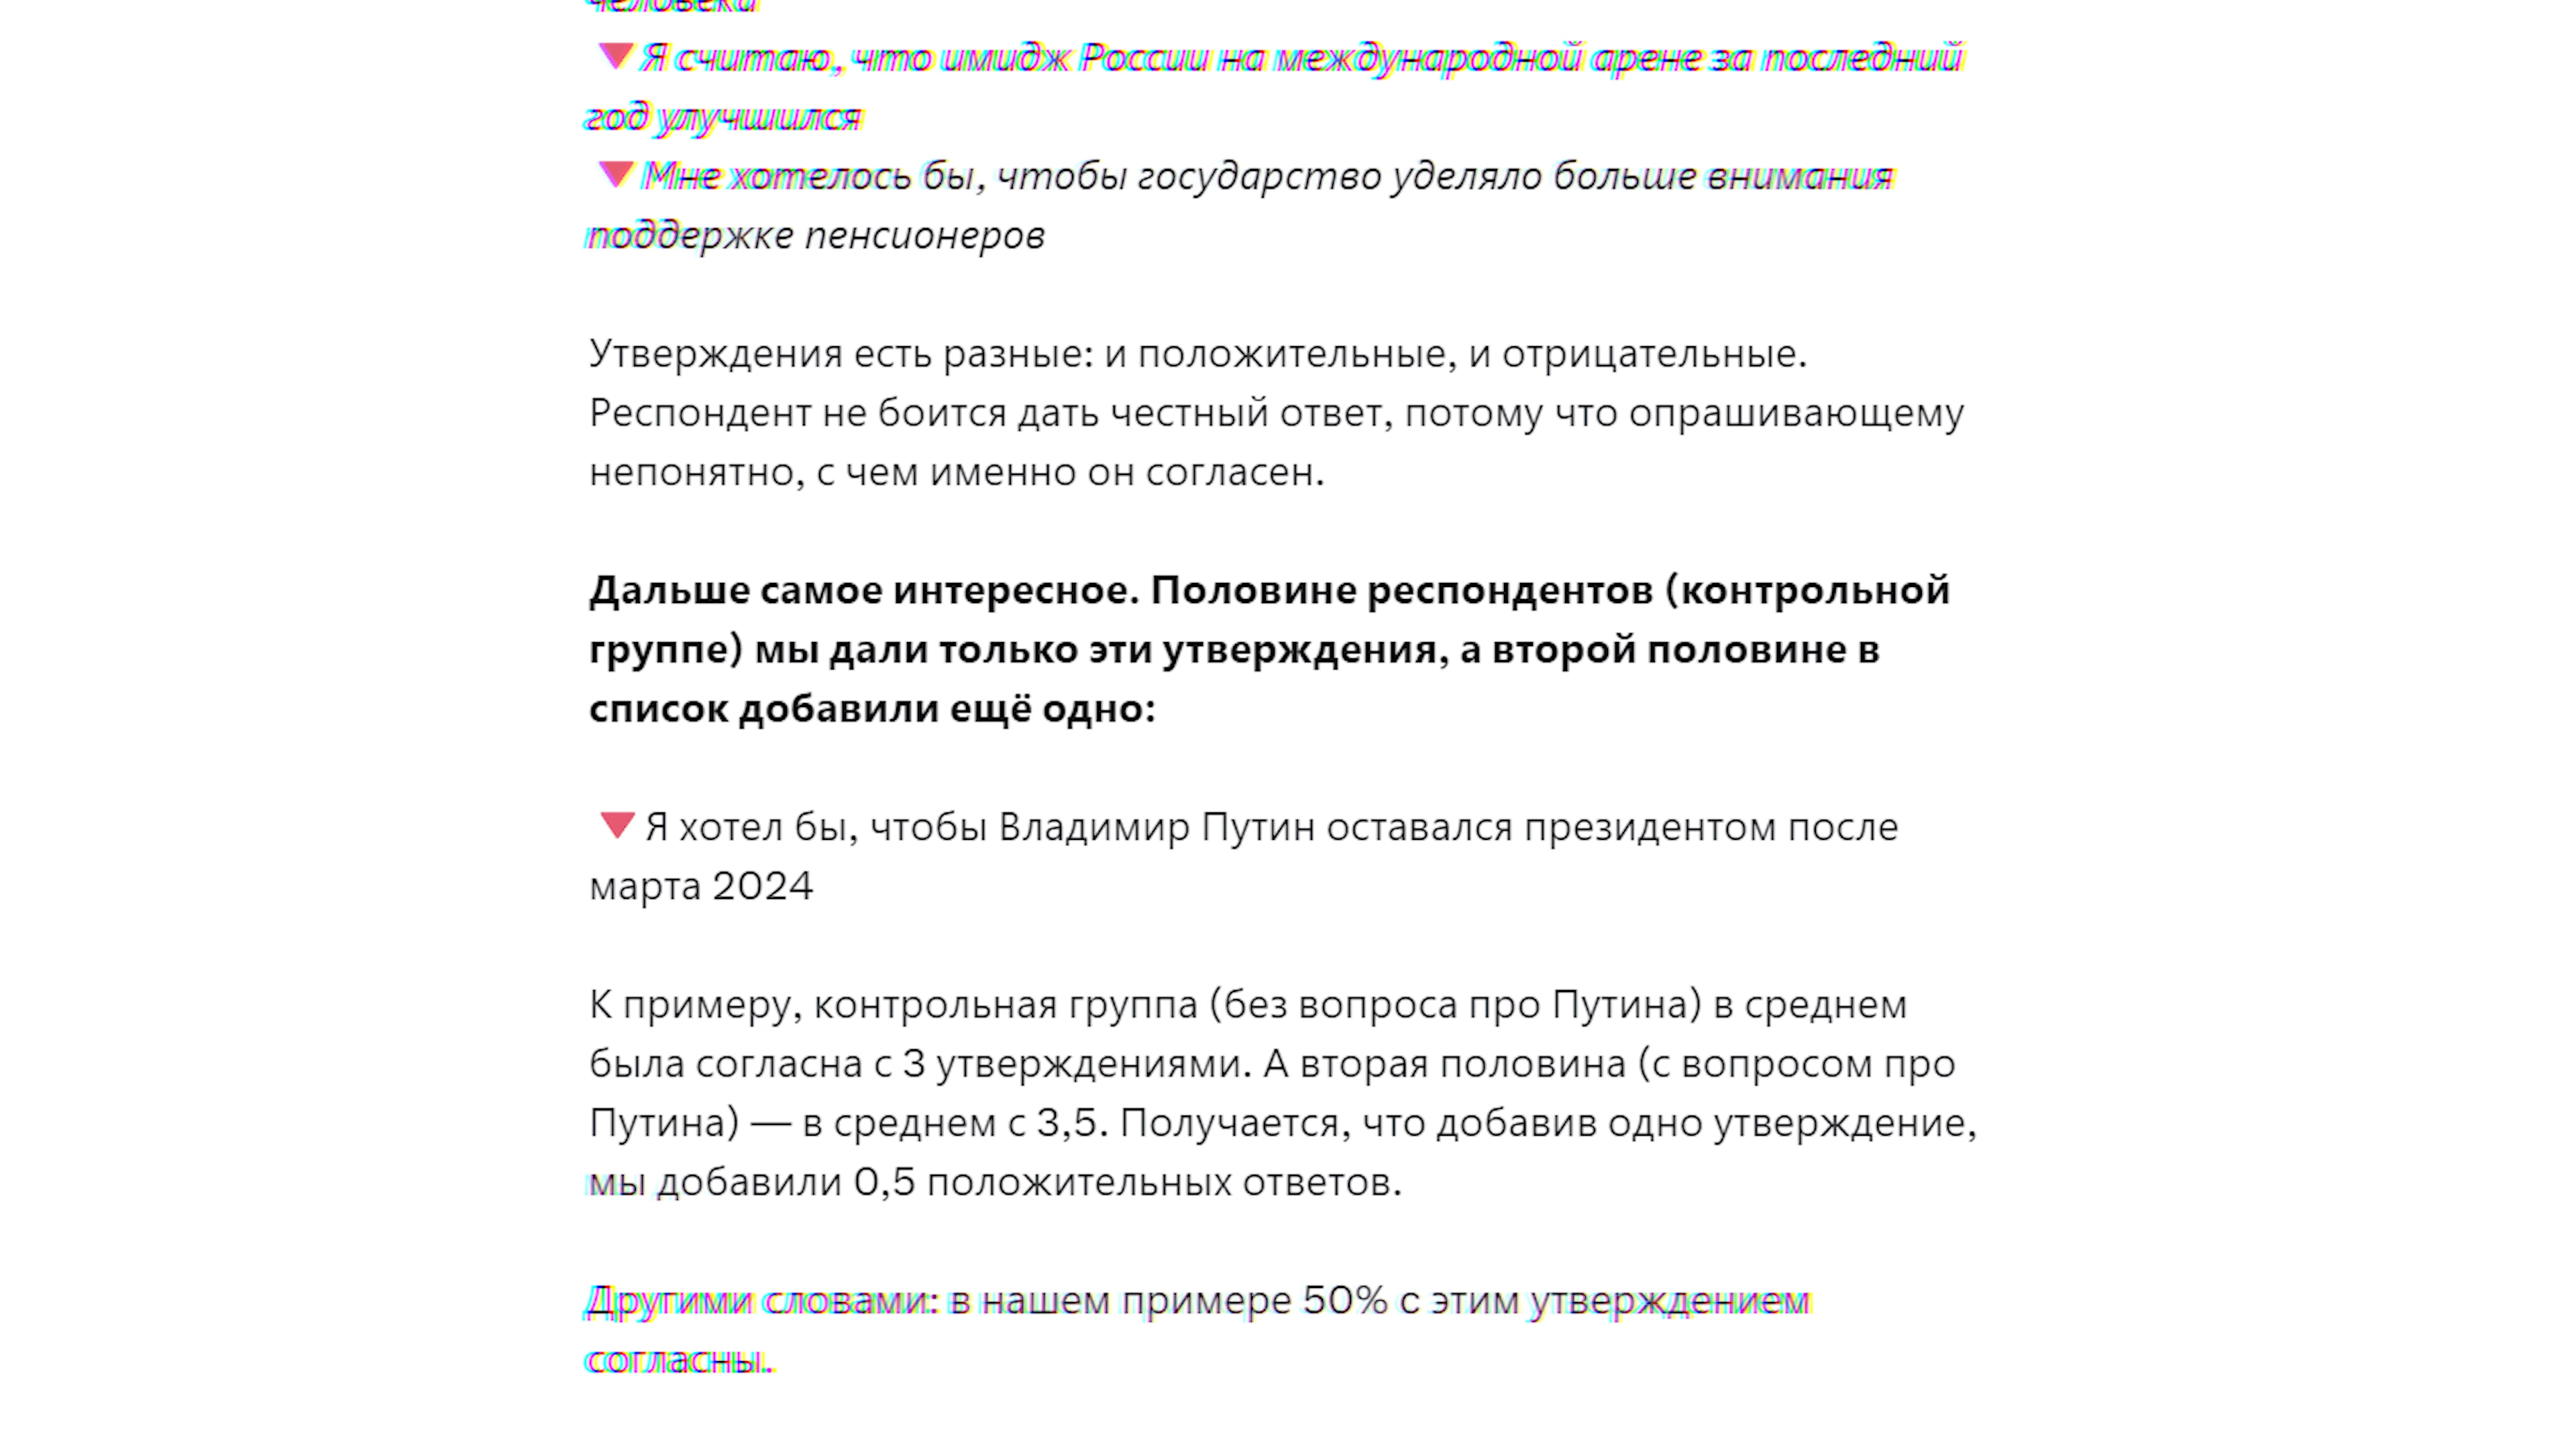 человека
Я считаю, что имидж России на международной арене за последний
год улучшился
Мне хотелось бы, чтобы государство уделяло больше внимания
поддержке пенсионеров
Утверждения есть разные: и положительные, и отрицательные.
Респондент не боится дать честный ответ, потому что опрашивающему
непонятно, с чем именно он согласен.
Дальше самое интересное. Половине респондентов (контрольной
группе) мы дали только эти утверждения, а второй половине в
список добавили ещё одно:
Я хотел бы, чтобы Владимир Путин оставался президентом после
марта 2024
К примеру, контрольная группа (без вопроса про Путина) в среднем
была согласна с 3 утверждениями. А вторая половина (с вопросом про
Путина) — в среднем с 3,5. Получается, что добавив одно утверждение,
мы добавили 0,5 положительных ответов.
Другими словами: в нашем примере 50% с этим утверждением
согласны.